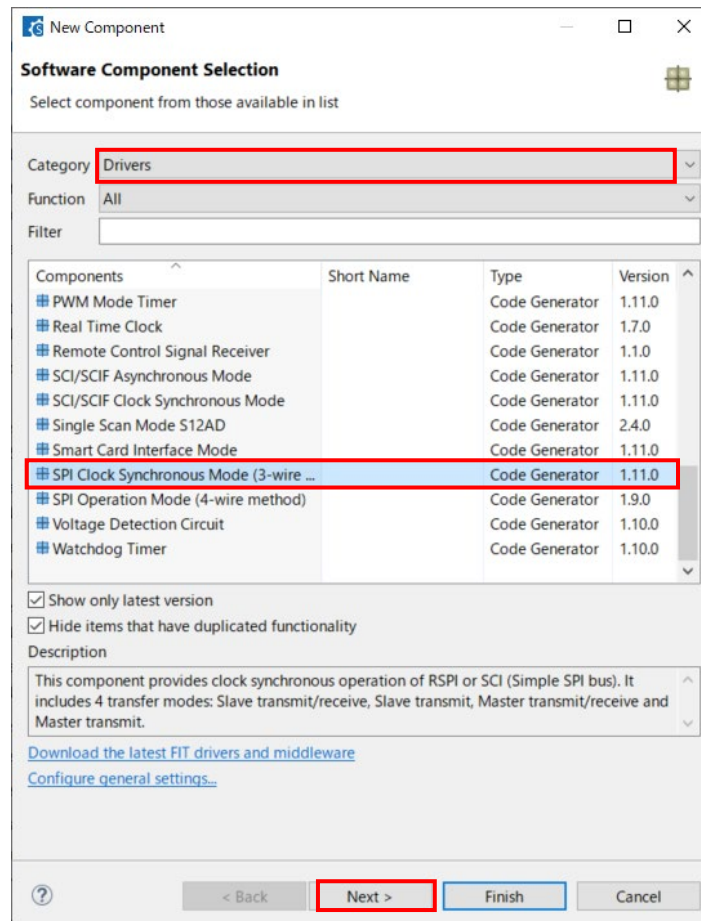 New Component
Software Component Selection
Select component from those available in list
Category Drivers
Function All
Filter
Components Short Name Type Version
PWM Mode Timer Code Generator 1.11.0
Real Time Clock Code Generator 1.7.0
Remote Control Signal Receiver Code Generator 1.1.0
SCI/SCIF Asynchronous Mode Code Generator 1.11.0
SCI/SCIF Clock Synchronous Mode Code Generator 1.11.0
Single Scan Mode S12AD Code Generator 2.4.0
Smart Card Interface Mode Code Generator 1.11.0
SPI Clock Synchronous Mode (3-wire ... Code Generator 1.11.0
SPI Operation Mode (4-wire method) Code Generator 1.9.0
Voltage Detection Circuit Code Generator 1.10.0
Watchdog Timer Code Generator 1.10.0
Show only latest version
Hide items that have duplicated functionality
Description
This component provides clock synchronous operation of RSPI or SCI (Simple SPI bus). It
includes 4 transfer modes: Slave transmit/receive, Slave transmit, Master transmit/receive and
Master transmit.
Download the latest FIT drivers and middleware
Configure general settings...
? < Back Next > Finish Cancel